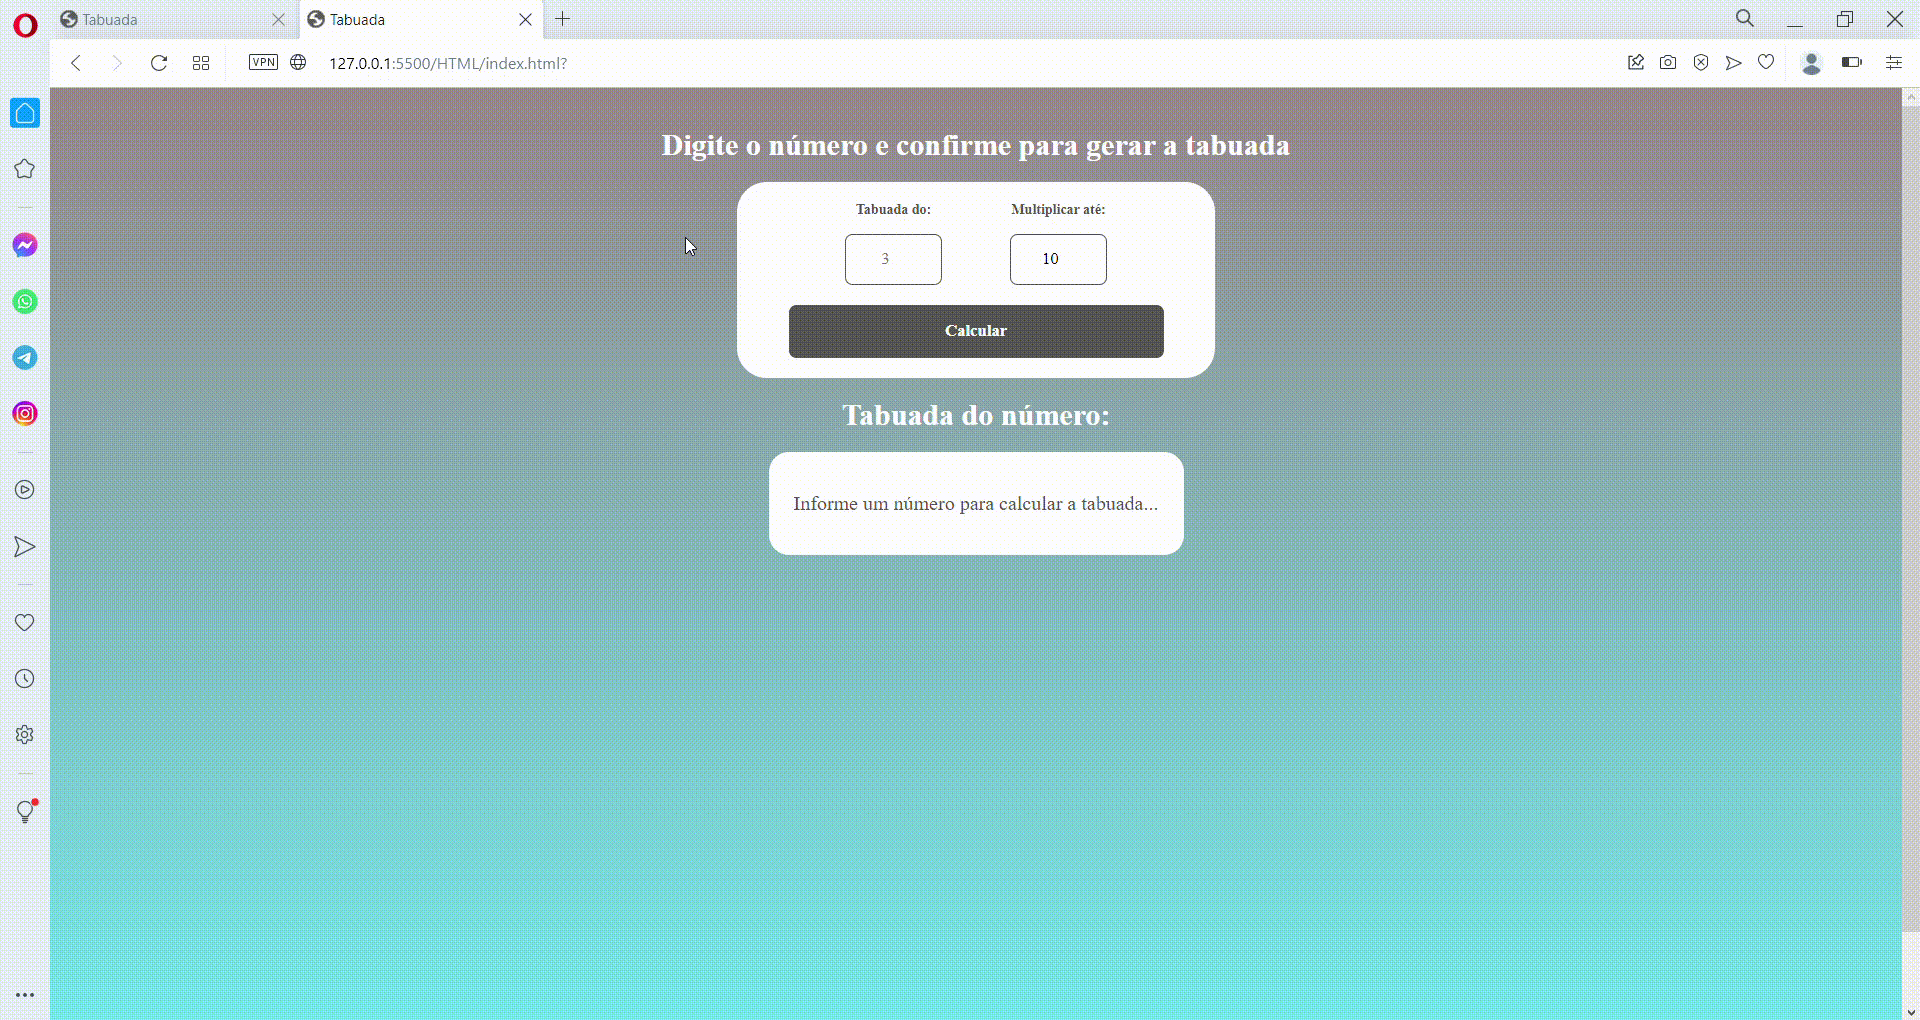 Tabuada
Tabuada
VPN
127.0.0.1:5500/HTML/index.html?
Digite o número e confirme para gerar a tabuada
Tabuada do:
Multiplicar até:
3
10
Calcular
Tabuada do número:
Informe um número para calcular a tabuada...